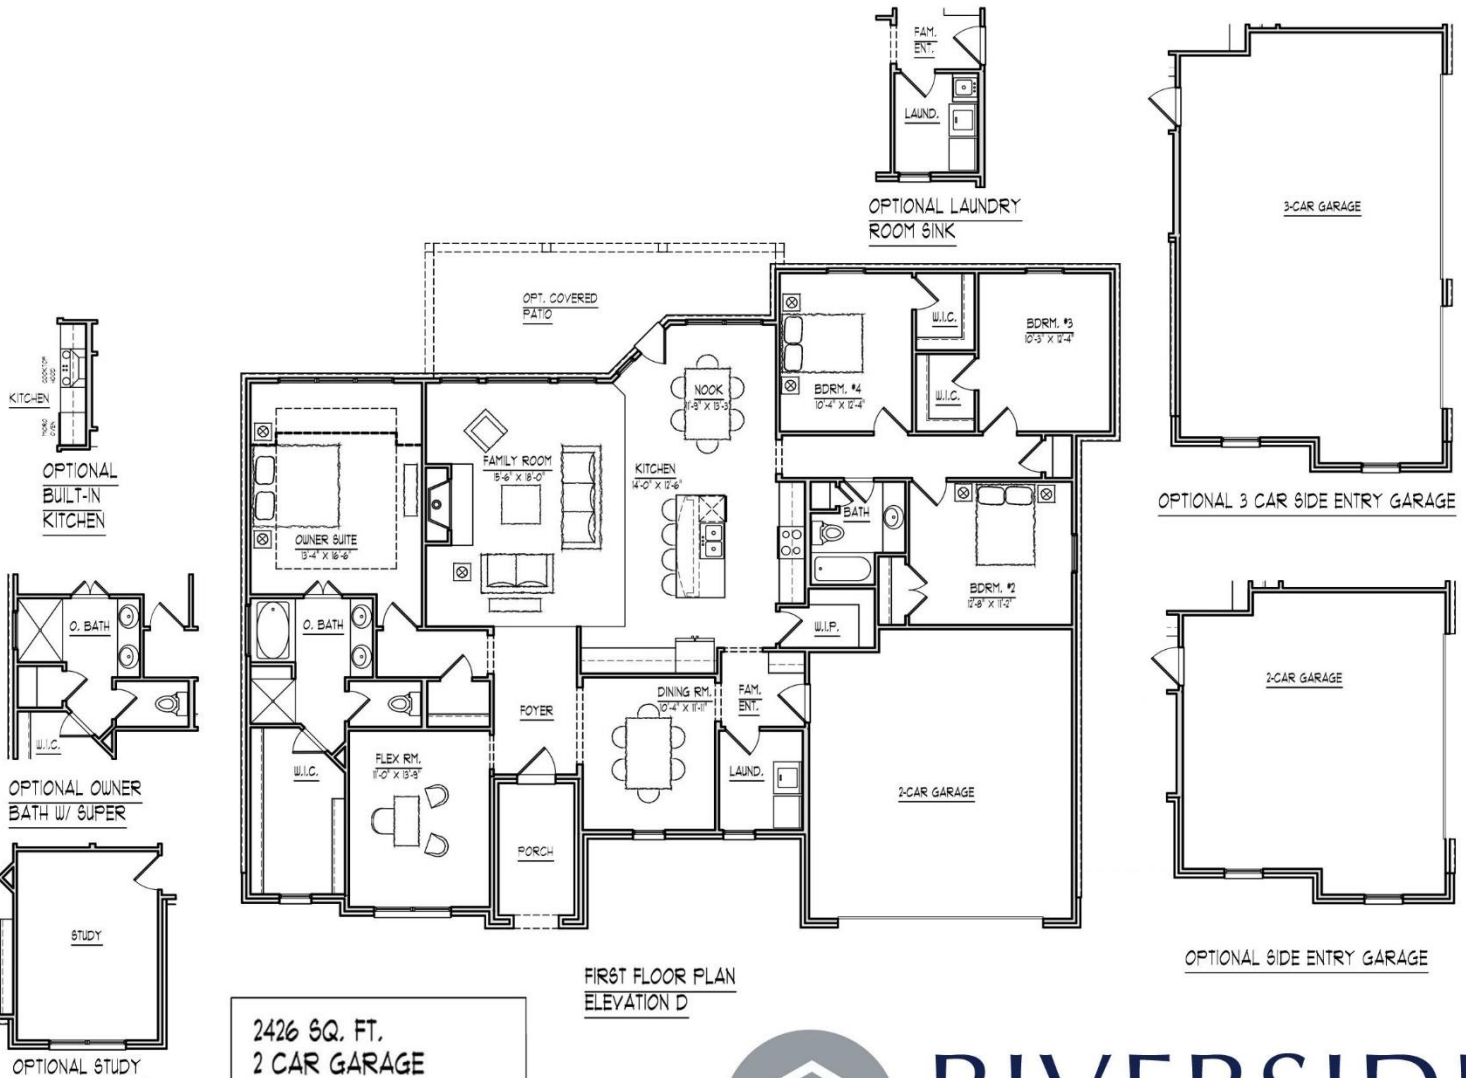 FAM.
ENT.
LAUND.
OPTIONAL LAUNDRY
ROOM SINK
3-CAR GARAGE
OPTIONAL 3 CAR SIDE ENTRY GARAGE
KITCHEN
COOKTOP
HOOD
MICRO
OVEN
OPTIONAL
BUILT-IN
KITCHEN
OPT. COVERED
PATIO
NOOK
BDRM. #4
10'-4" X 12'-4"
W.I.C.
W.I.C.
BDRM. #3
10'-3" X 12'-4"
FAMILY ROOM
15'-6" X 18'-0"
KITCHEN
14'-0" X 12'-6"
OWNER SUITE
13'-4" X 16'-6"
BATH
BDRM. #2
12'-8" X 11'-2"
O. BATH
W.I.P.
DINING RM.
10'-4" X 11'-11"
FAM.
ENT.
FOYER
FLEX RM.
11'-0" X 13'-9"
W.I.C.
LAUND.
PORCH
2-CAR GARAGE
O. BATH
W.I.C.
OPTIONAL OWNER
BATH W/ SUPER
STUDY
OPTIONAL STUDY
2-CAR GARAGE
OPTIONAL SIDE ENTRY GARAGE
FIRST FLOOR PLAN
ELEVATION D
2426 SQ. FT.
2 CAR GARAGE
RIVERSIDE